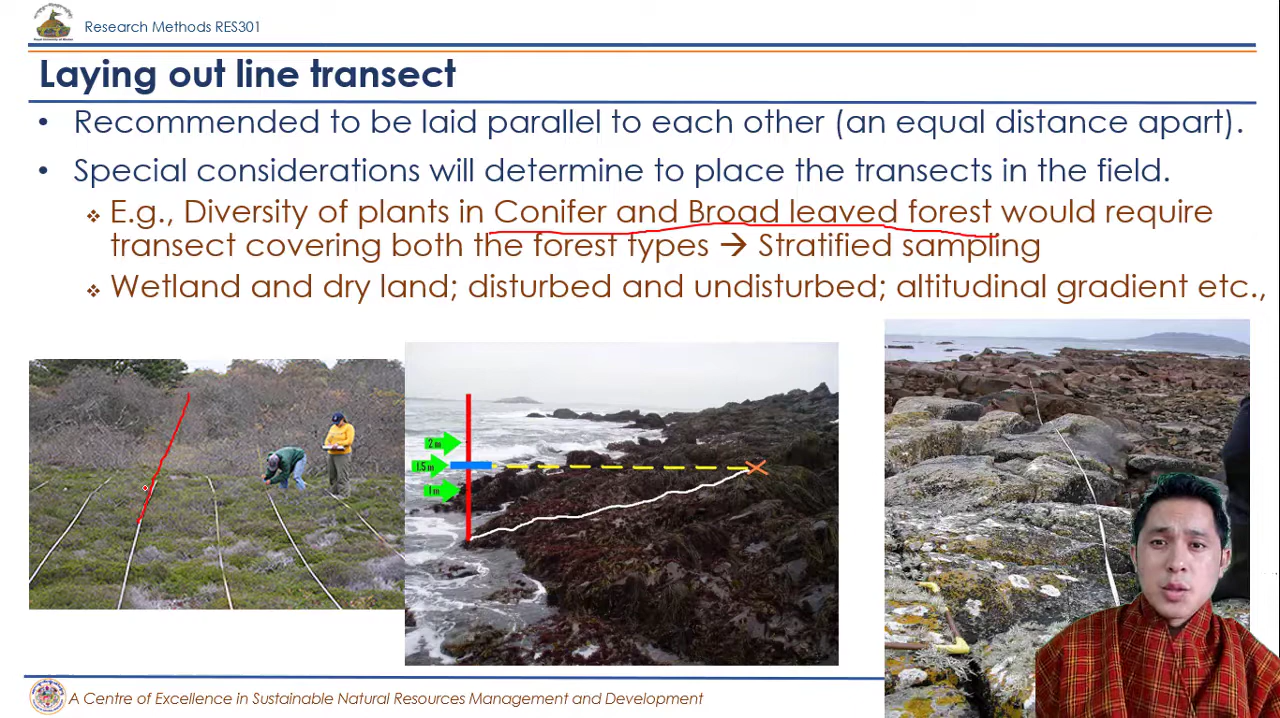 Research Methods RES301
Laying out line transect
• Recommended to be laid parallel to each other (an equal distance apart).
• Special considerations will determine to place the transects in the field.
❖ E.g., Diversity of plants in Conifer and Broad leaved forest would require
transect covering both the forest types → Stratified sampling
❖ Wetland and dry land; disturbed and undisturbed; altitudinal gradient etc.,
2 m
1.5 m
1 m
A Centre of Excellence in Sustainable Natural Resources Management and Development